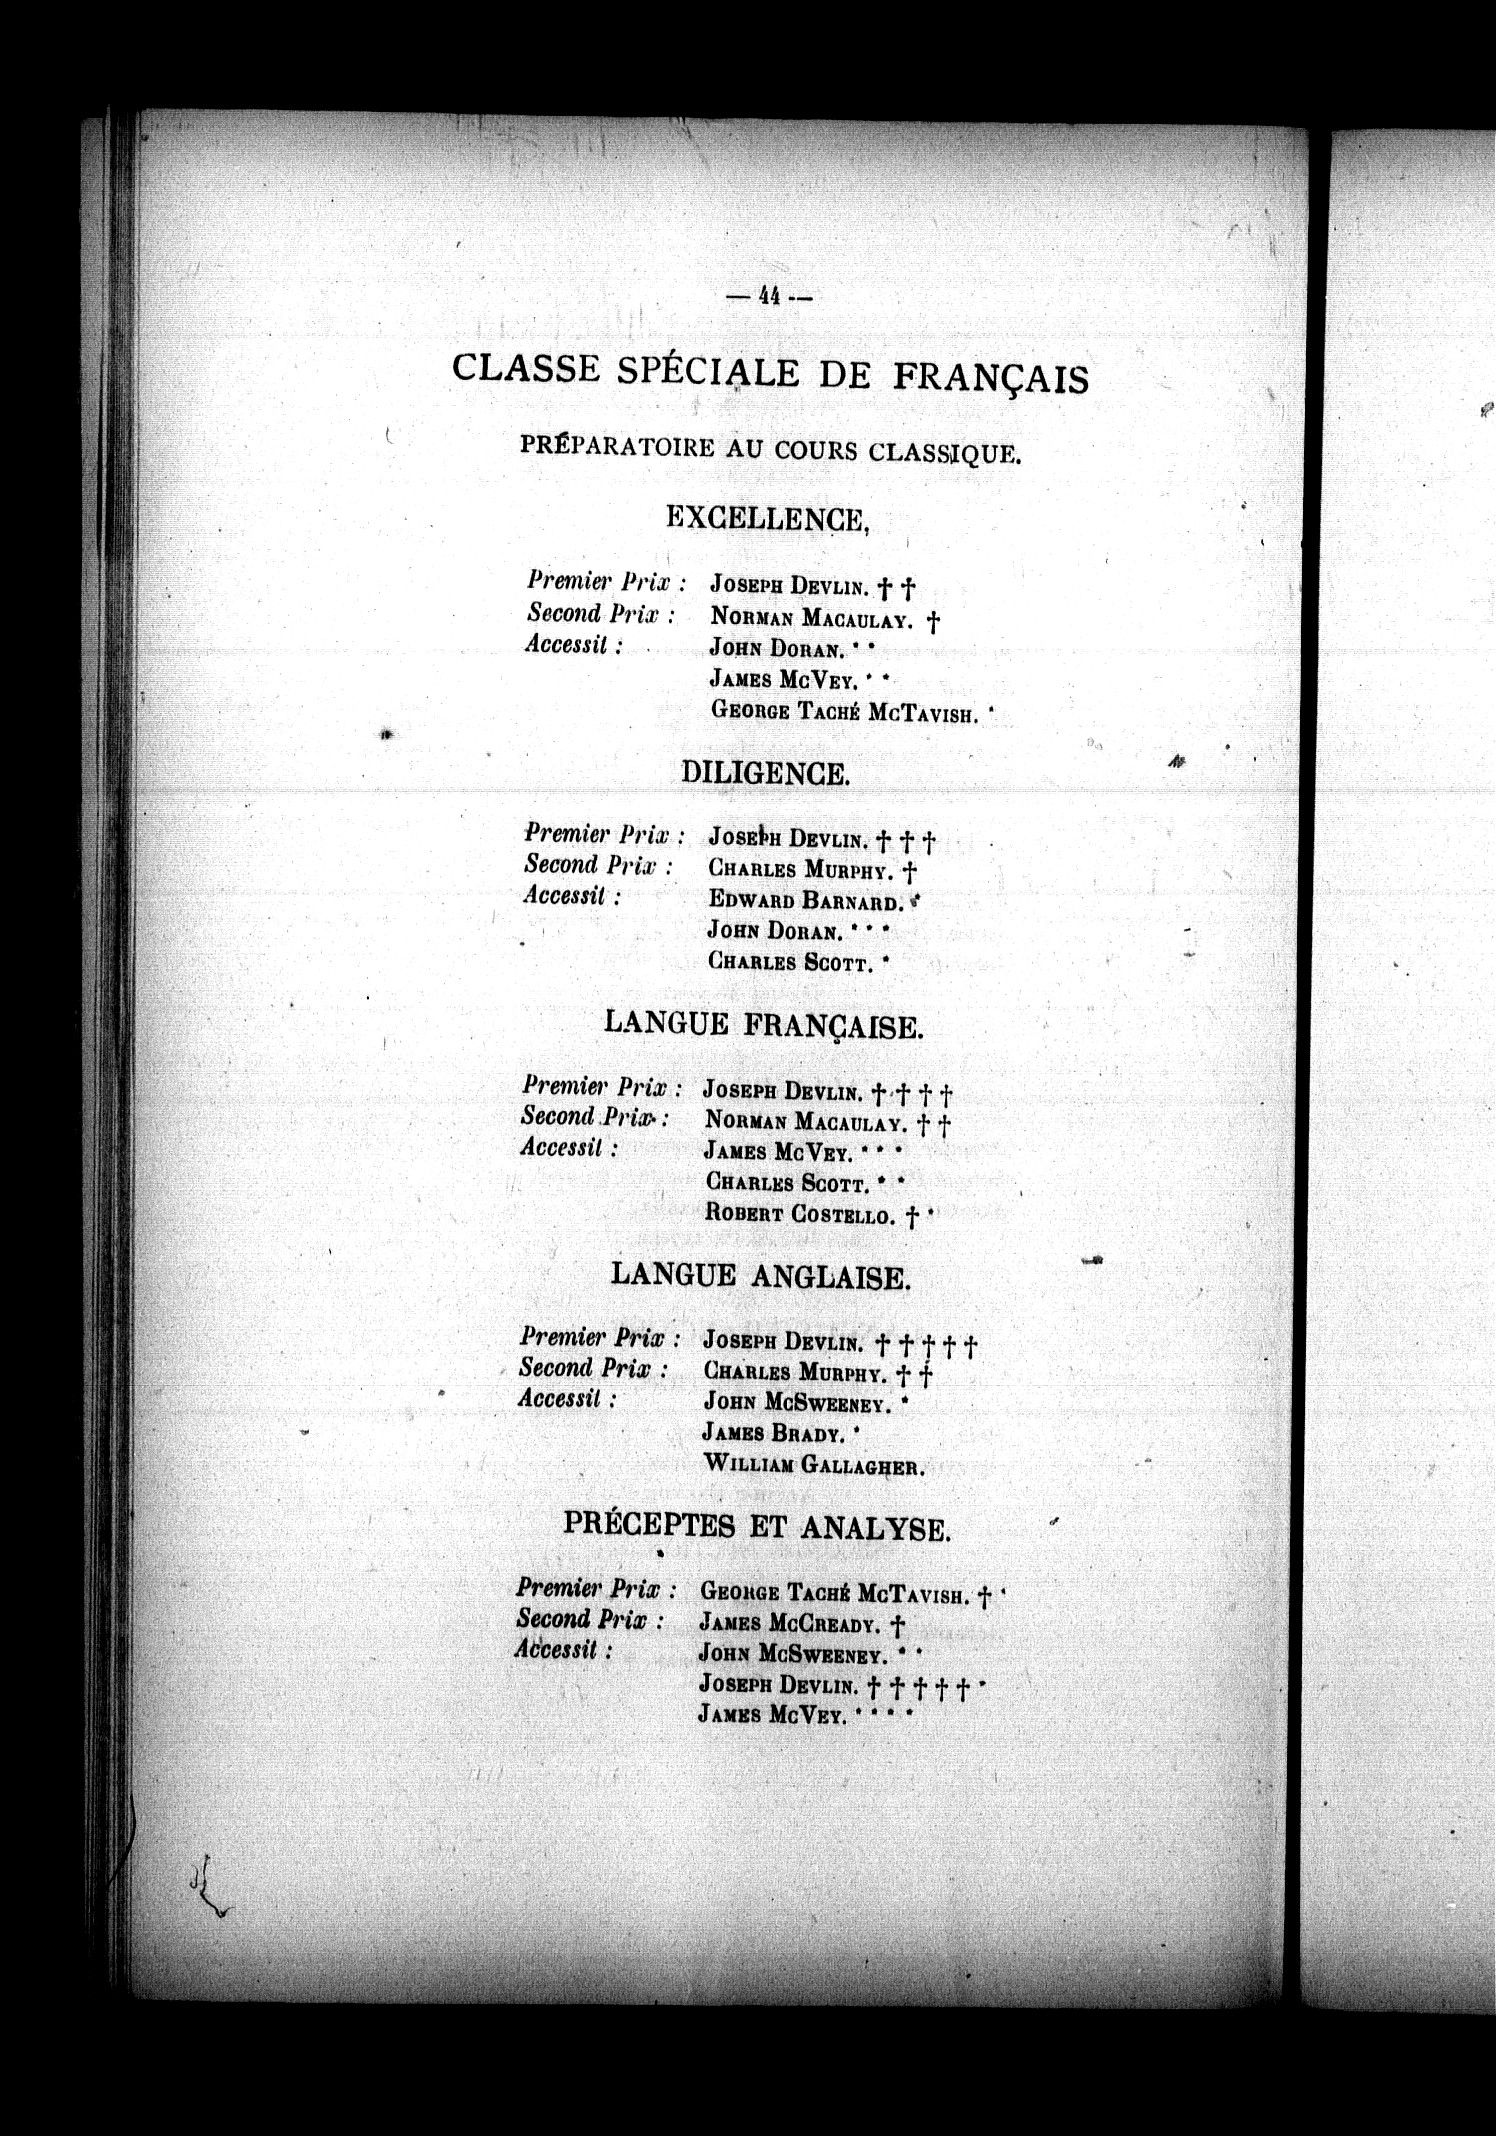 — 44 —
CLASSE SPÉCIALE DE FRANÇAIS
PRÉPARATOIRE AU COURS CLASSIQUE.
EXCELLENCE,
Premier Prix : JOSEPH DEVLIN. † †
Second Prix : NORMAN MACAULAY. †
Accessit : JOHN DORAN. * *
JAMES MCVEY. * *
GEORGE TACHÉ MCTAVISH. *
DILIGENCE.
Premier Prix : JOSEPH DEVLIN. † † †
Second Prix : CHARLES MURPHY. †
Accessit : EDWARD BARNARD. *
JOHN DORAN. * * *
CHARLES SCOTT. *
LANGUE FRANÇAISE.
Premier Prix : JOSEPH DEVLIN. † † † †
Second Prix : NORMAN MACAULAY. † †
Accessit : JAMES MCVEY. * * *
CHARLES SCOTT. * *
ROBERT COSTELLO. † *
LANGUE ANGLAISE.
Premier Prix : JOSEPH DEVLIN. † † † † †
Second Prix : CHARLES MURPHY. † †
Accessit : JOHN MCSWEENEY. *
JAMES BRADY. *
WILLIAM GALLAGHER.
PRÉCEPTES ET ANALYSE.
Premier Prix : GEORGE TACHÉ MCTAVISH. † *
Second Prix : JAMES MCCREADY. †
Accessit : JOHN MCSWEENEY. * *
JOSEPH DEVLIN. † † † † † *
JAMES MCVEY. * * * *